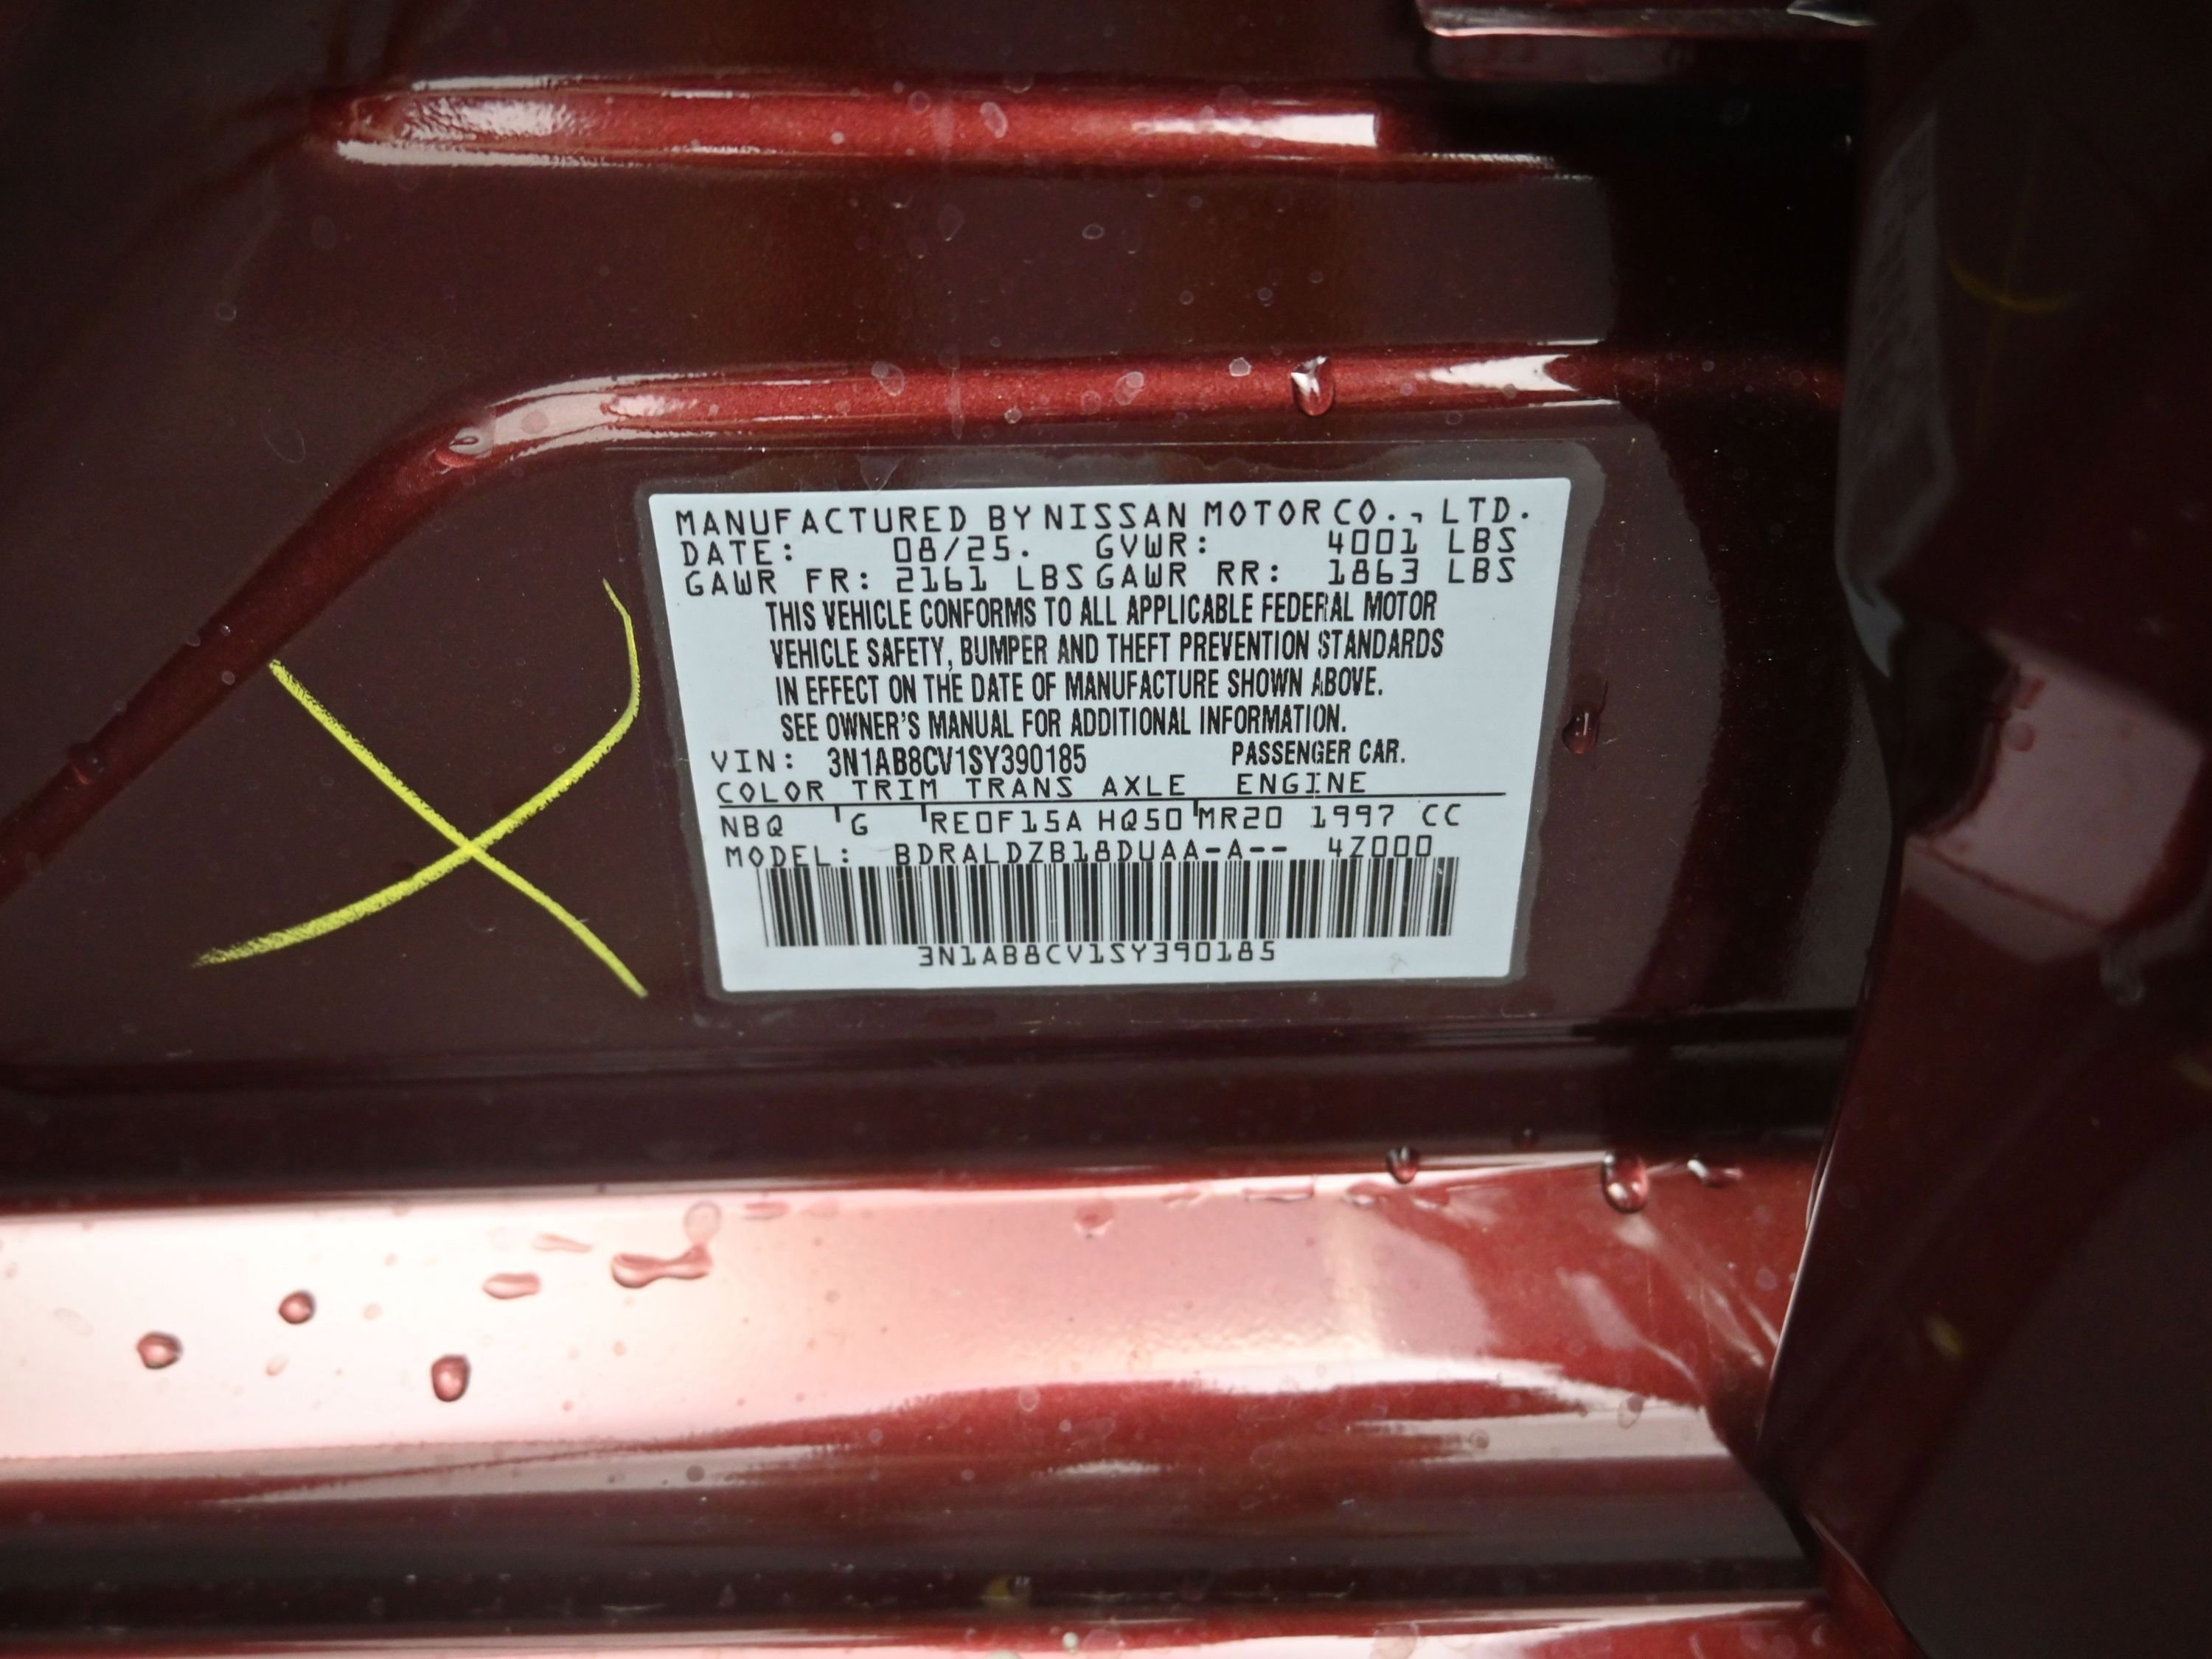 MANUFACTURED BY NISSAN MOTOR CO., LTD.
DATE: 08/25. GVWR: 4001 LBS
GAWR FR: 2161 LBS GAWR RR: 1863 LBS
THIS VEHICLE CONFORMS TO ALL APPLICABLE FEDERAL MOTOR
VEHICLE SAFETY, BUMPER AND THEFT PREVENTION STANDARDS
IN EFFECT ON THE DATE OF MANUFACTURE SHOWN ABOVE.
SEE OWNER'S MANUAL FOR ADDITIONAL INFORMATION.
VIN: 3N1AB8CV1SY390185 PASSENGER CAR.
COLOR TRIM TRANS AXLE ENGINE
NBQ G RE0F15A HQ50 MR20 1997 CC
MODEL: BDRALDZB18DUAA-A-- 4Z000
3N1AB8CV1SY390185